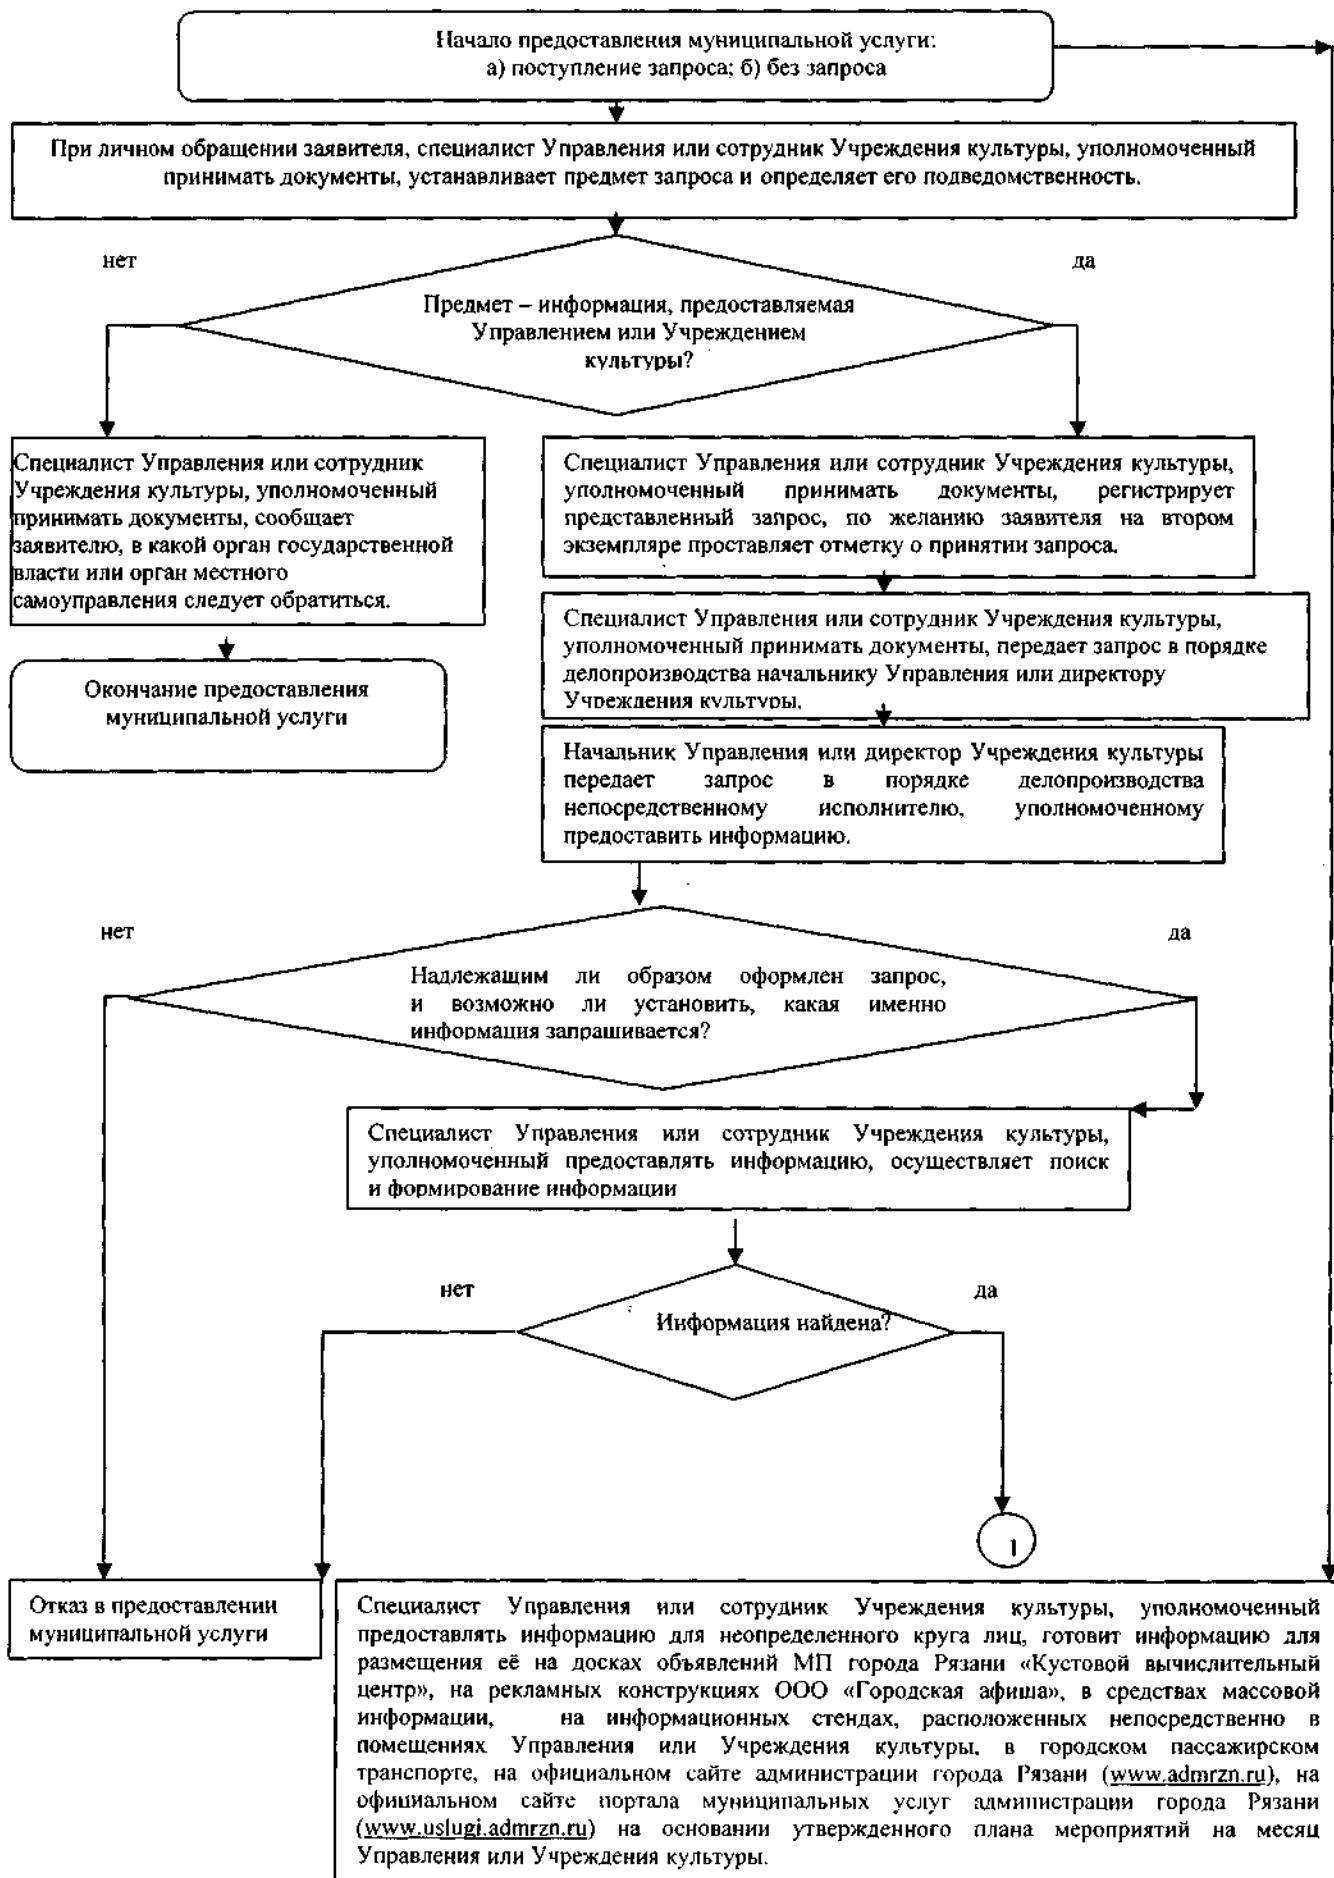 Начало предоставления муниципальной услуги:
а) поступление запроса; б) без запроса
При личном обращении заявителя, специалист Управления или сотрудник Учреждения культуры, уполномоченный
принимать документы, устанавливает предмет запроса и определяет его подведомственность.
нет
да
Предмет – информация, предоставляемая
Управлением или Учреждением
культуры?
Специалист Управления или сотрудник
Учреждения культуры, уполномоченный
принимать документы, сообщает
заявителю, в какой орган государственной
власти или орган местного
самоуправления следует обратиться.
Окончание предоставления
муниципальной услуги
Специалист Управления или сотрудник Учреждения культуры,
уполномоченный принимать документы, регистрирует
представленный запрос, по желанию заявителя на втором
экземпляре проставляет отметку о принятии запроса.
Специалист Управления или сотрудник Учреждения культуры,
уполномоченный принимать документы, передает запрос в порядке
делопроизводства начальнику Управления или директору
Учреждения культуры.
Начальник Управления или директор Учреждения культуры
передает запрос в порядке делопроизводства
непосредственному исполнителю, уполномоченному
предоставить информацию.
нет
да
Надлежащим ли образом оформлен запрос,
и возможно ли установить, какая именно
информация запрашивается?
Специалист Управления или сотрудник Учреждения культуры,
уполномоченный предоставлять информацию, осуществляет поиск
и формирование информации
нет
да
Информация найдена?
1
Отказ в предоставлении
муниципальной услуги
Специалист Управления или сотрудник Учреждения культуры, уполномоченный
предоставлять информацию для неопределенного круга лиц, готовит информацию для
размещения её на досках объявлений МП города Рязани «Кустовой вычислительный
центр», на рекламных конструкциях ООО «Городская афиша», в средствах массовой
информации, на информационных стендах, расположенных непосредственно в
помещениях Управления или Учреждения культуры, в городском пассажирском
транспорте, на официальном сайте администрации города Рязани (www.admrzn.ru), на
официальном сайте портала муниципальных услуг администрации города Рязани
(www.uslugi.admrzn.ru) на основании утвержденного плана мероприятий на месяц
Управления или Учреждения культуры.